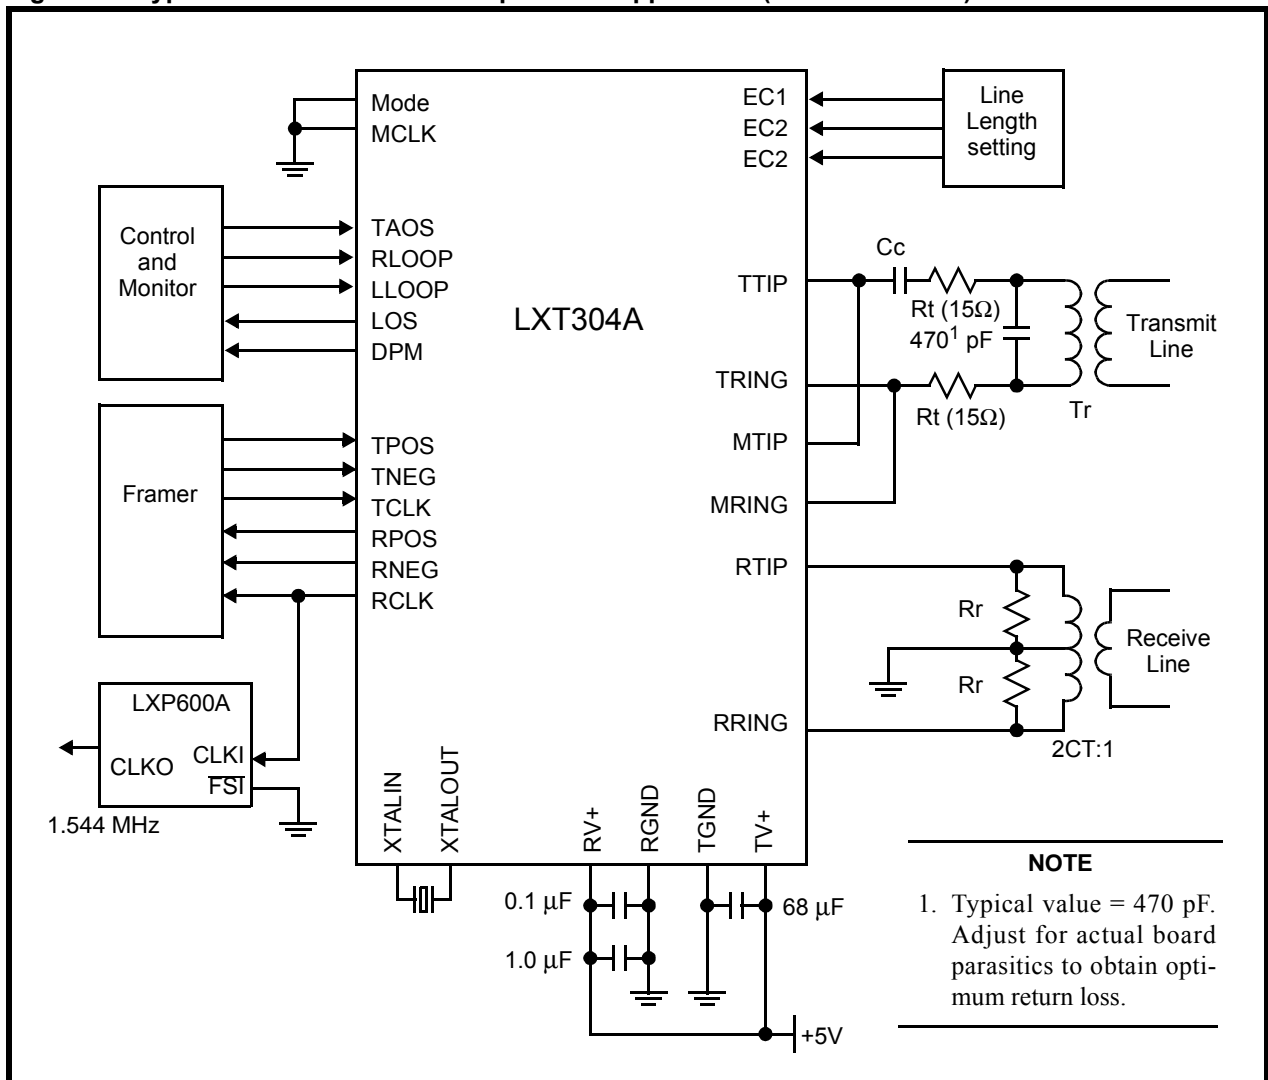 Mode
MCLK
EC1
EC2
EC2
Line
Length
setting
Control
and
Monitor
TAOS
RLOOP
LLOOP
LOS
DPM
LXT304A
TTIP
TRING
MTIP
MRING
Cc
Rt (15Ω)
470¹ pF
Rt (15Ω)
Tr
Transmit
Line
Framer
TPOS
TNEG
TCLK
RPOS
RNEG
RCLK
RTIP
RRING
Rr
Rr
Receive
Line
2CT:1
LXP600A
CLKI
CLKO
FSI
1.544 MHz
XTALIN
XTALOUT
RV+
RGND
TGND
TV+
0.1 μF
1.0 μF
68 μF
+5V
NOTE
1. Typical value = 470 pF.
Adjust for actual board
parasitics to obtain opti-
mum return loss.